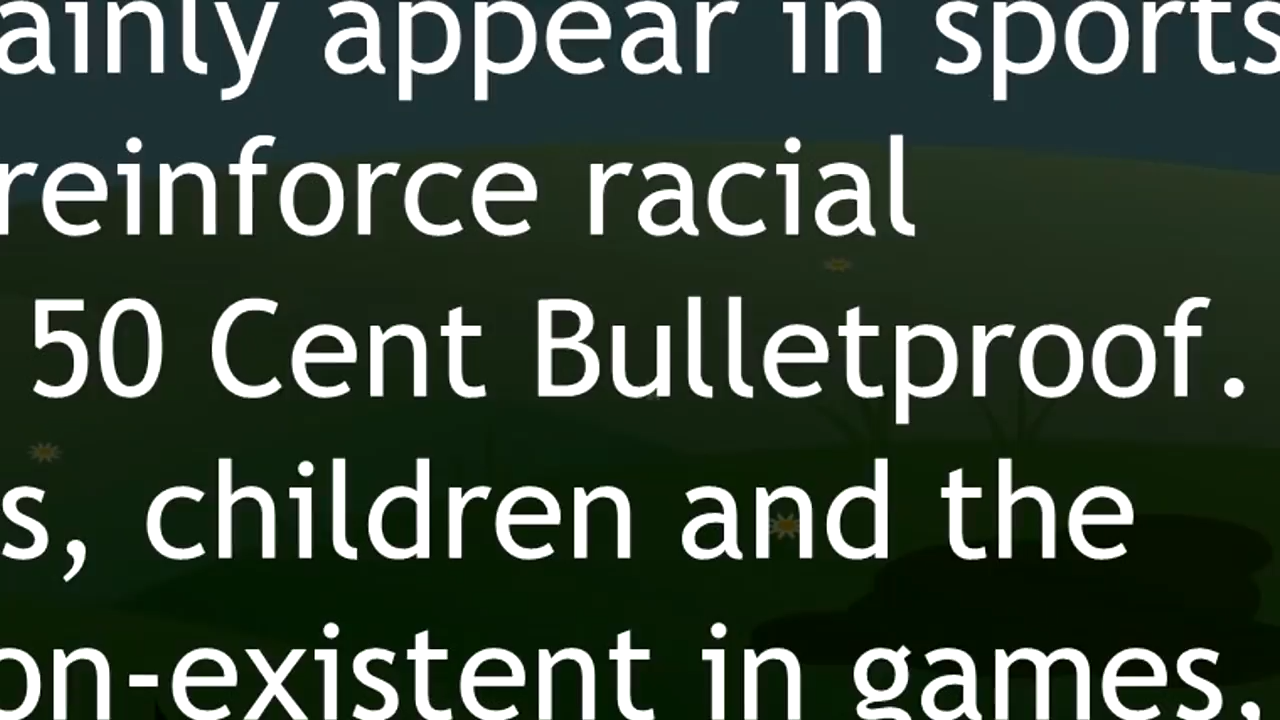 ainly appear in sports
reinforce racial
50 Cent Bulletproof.
s, children and the
on-existent in games,